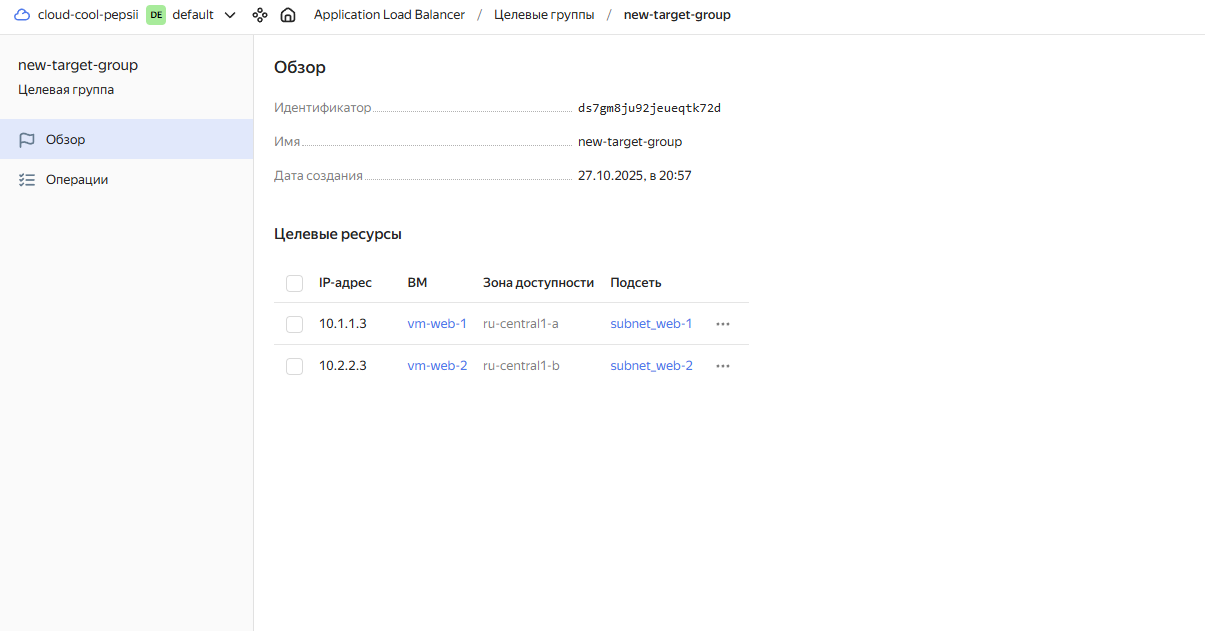 cloud-cool-pepsii DE default Application Load Balancer / Целевые группы / new-target-group
new-target-group
Целевая группа
Обзор
Операции
Обзор
Идентификатор ds7gm8ju92jeueqtk72d
Имя new-target-group
Дата создания 27.10.2025, в 20:57
Целевые ресурсы
IP-адрес ВМ Зона доступности Подсеть
10.1.1.3 vm-web-1 ru-central1-a subnet_web-1
10.2.2.3 vm-web-2 ru-central1-b subnet_web-2